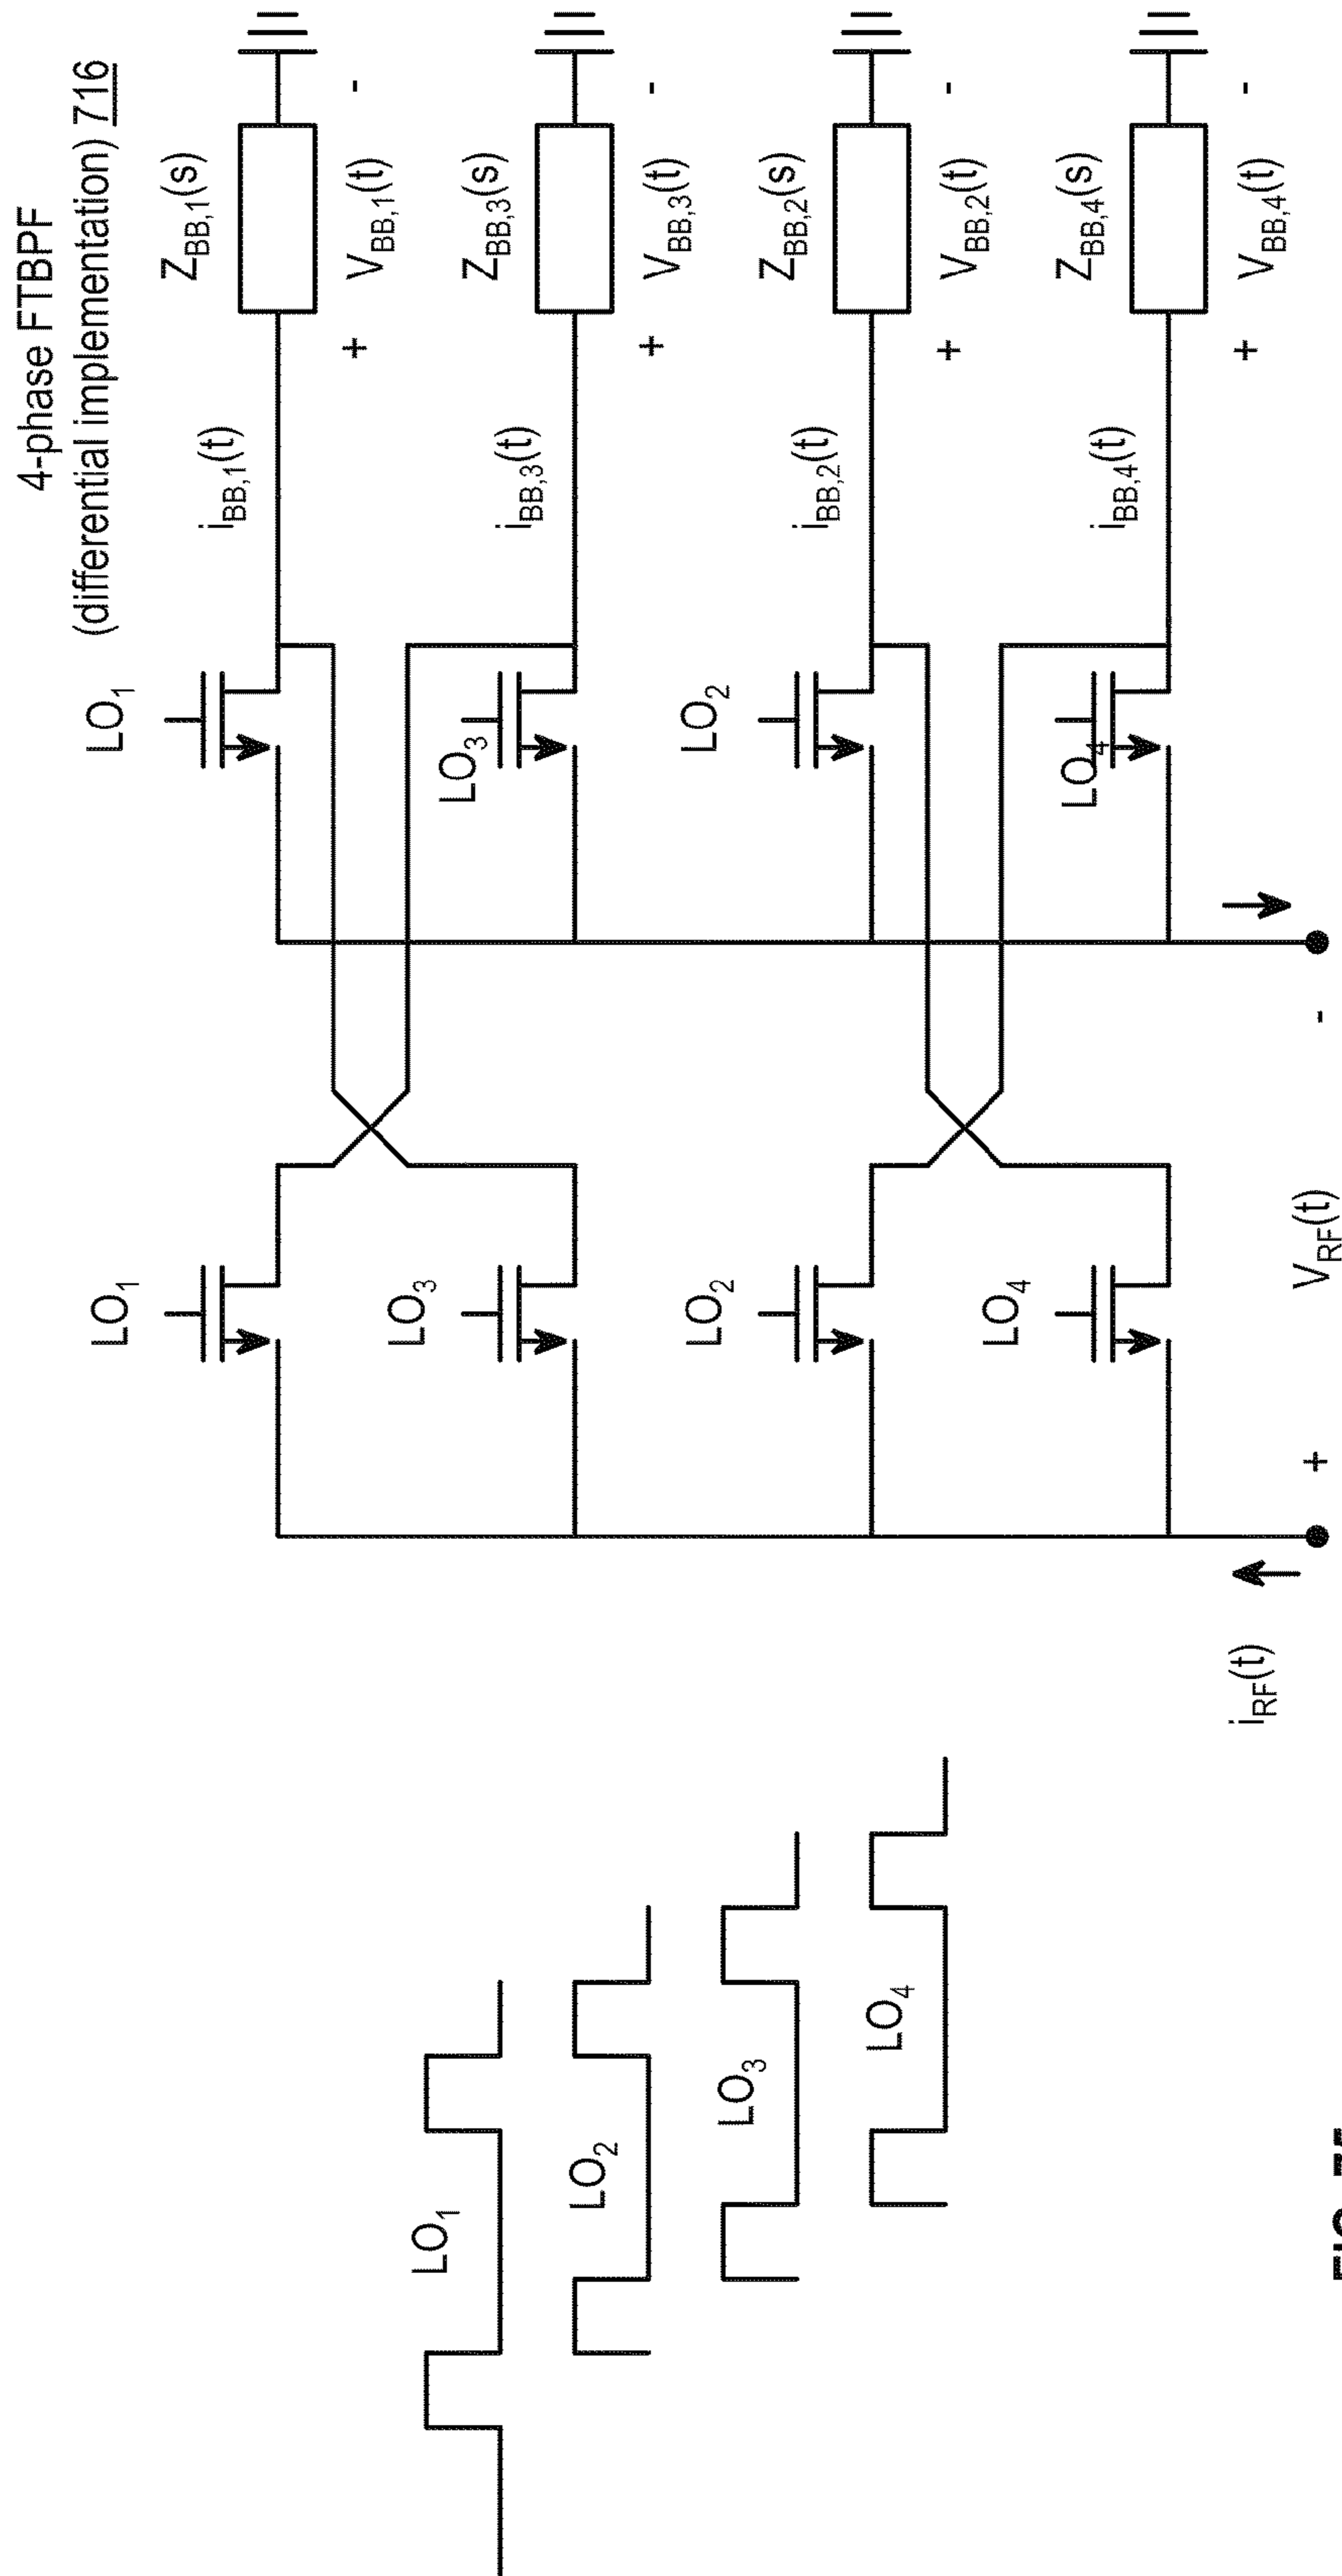 4-phase FTBPF
(differential implementation) 716
LO1
LO1
ZBB,1(s)
iBB,1(t)
+ VBB,1(t) -
LO1
LO3
LO3
ZBB,3(s)
iBB,3(t)
+ VBB,3(t) -
LO2
LO2
LO2
ZBB,2(s)
iBB,2(t)
+ VBB,2(t) -
LO3
LO4
LO4
LO4
ZBB,4(s)
iBB,4(t)
+ VBB,4(t) -
iRF(t)
+ VRF(t) -